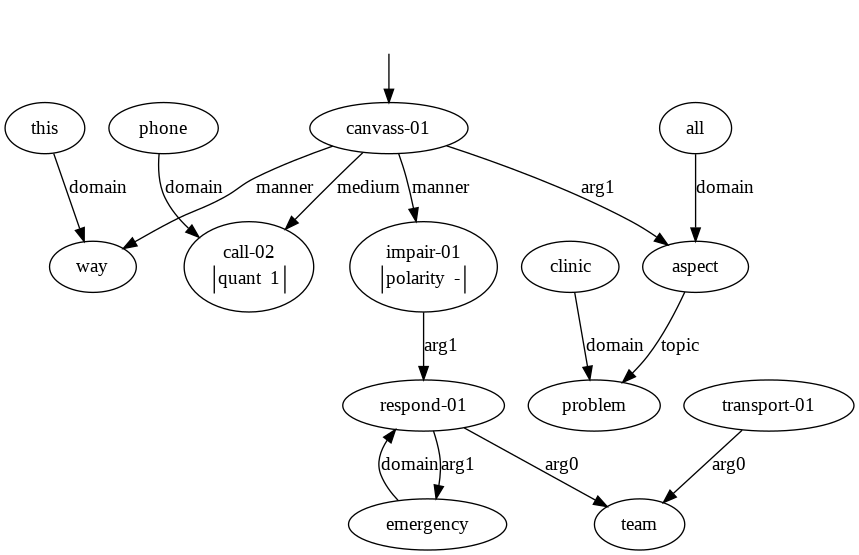 this
phone
canvass-01
all
domain
domain
manner
medium
manner
arg1
domain
way
call-02
quant 1
impair-01
polarity -
clinic
aspect
arg1
domain
topic
respond-01
problem
transport-01
domain
arg1
arg0
arg0
emergency
team